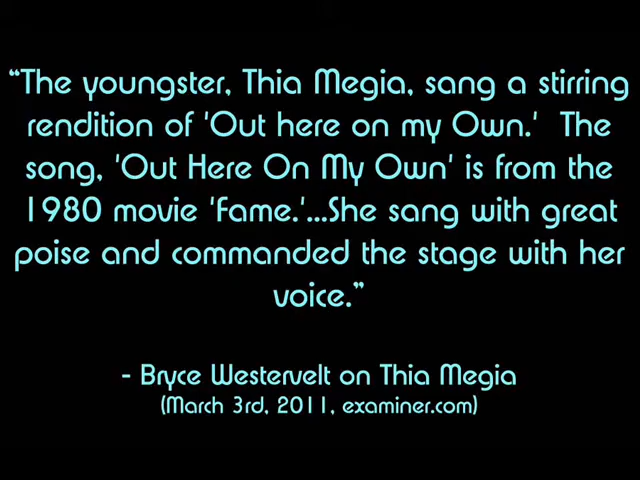 “The youngster, Thia Megia, sang a stirring
rendition of 'Out here on my Own.'  The
song, 'Out Here On My Own' is from the
1980 movie 'Fame.'...She sang with great
poise and commanded the stage with her
voice.”
- Bryce Westervelt on Thia Megia
(March 3rd, 2011, examiner.com)